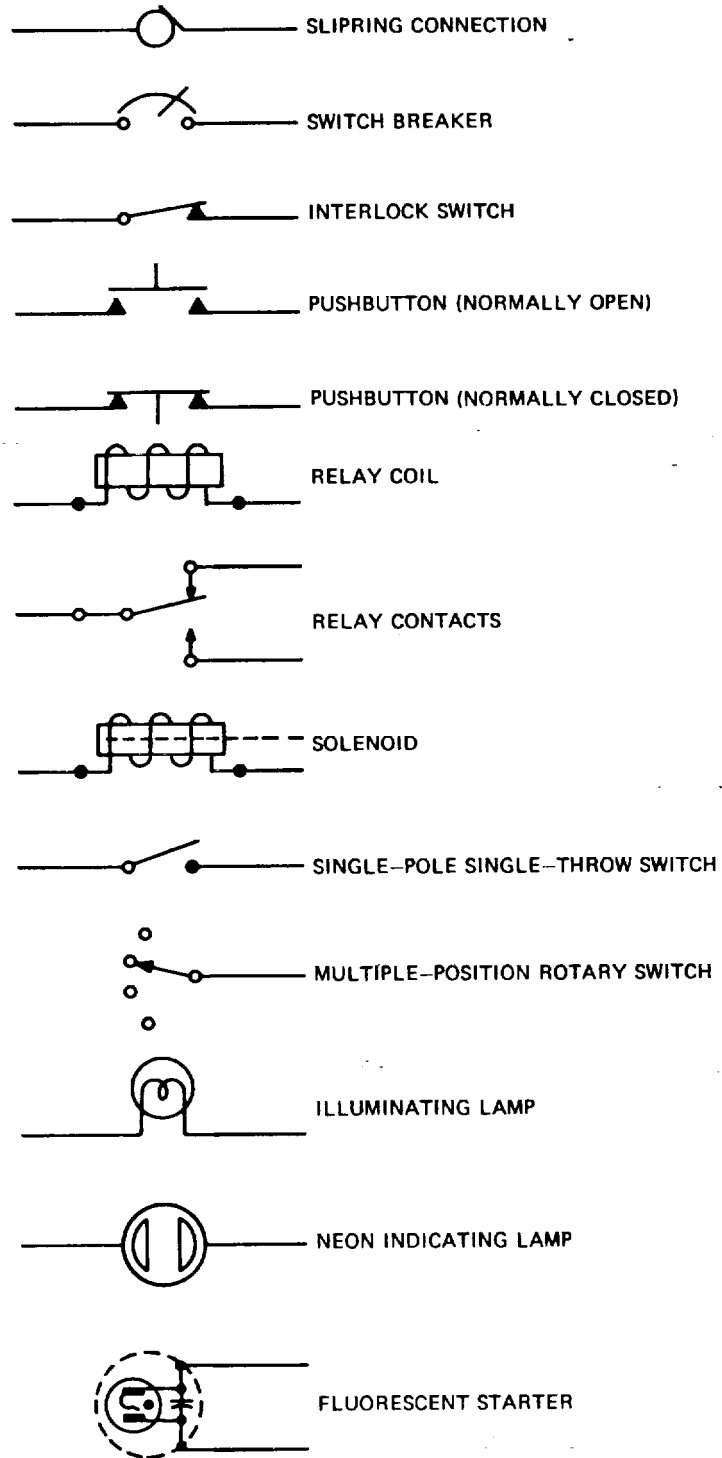 SLIPRING CONNECTION
SWITCH BREAKER
INTERLOCK SWITCH
PUSHBUTTON (NORMALLY OPEN)
PUSHBUTTON (NORMALLY CLOSED)
RELAY COIL
RELAY CONTACTS
SOLENOID
SINGLE–POLE SINGLE–THROW SWITCH
MULTIPLE–POSITION ROTARY SWITCH
ILLUMINATING LAMP
NEON INDICATING LAMP
FLUORESCENT STARTER